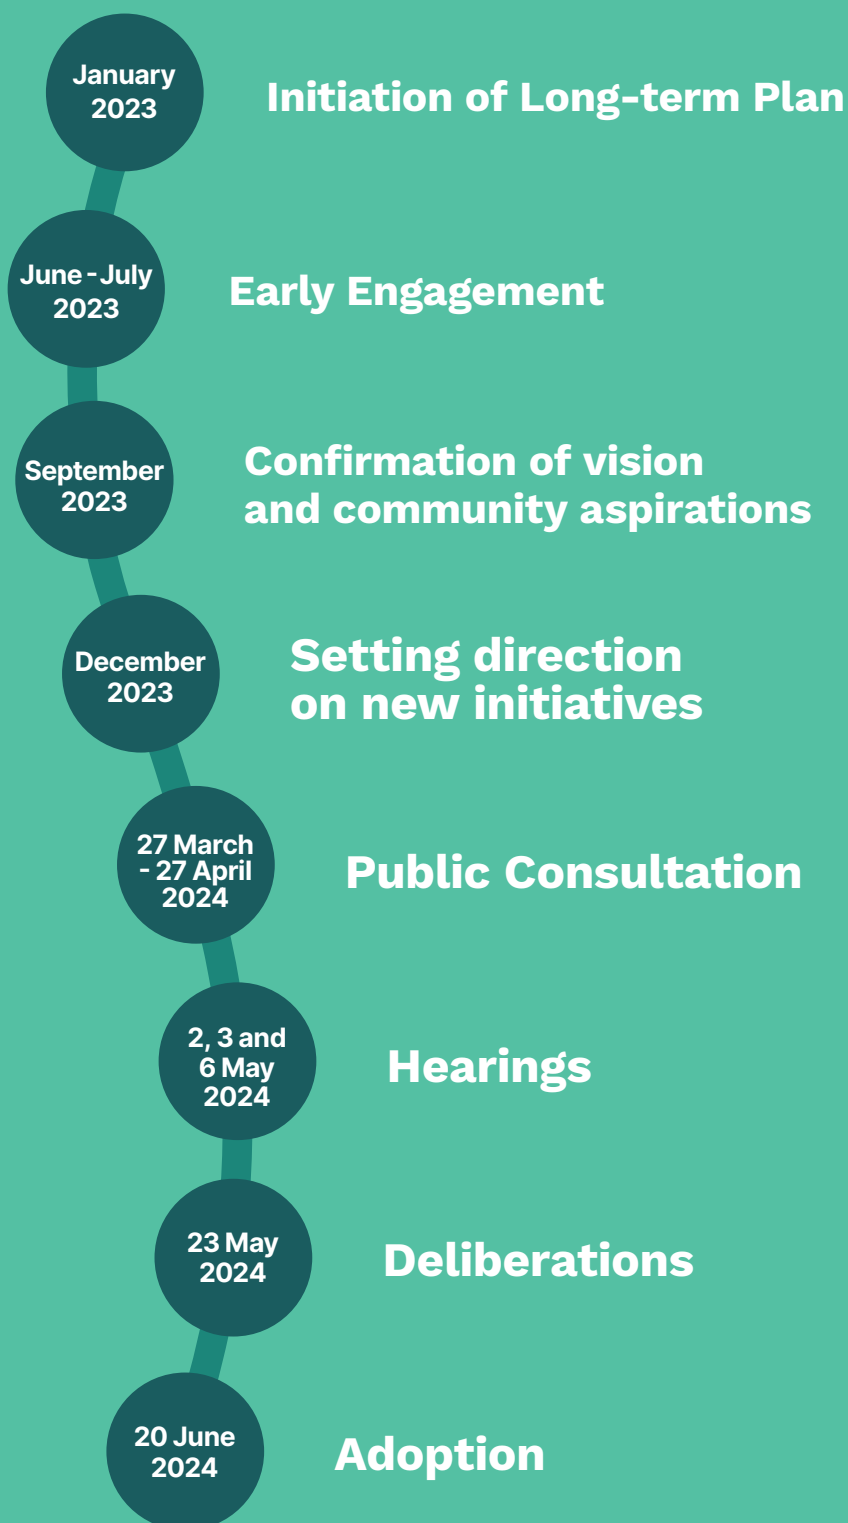 January
2023
Initiation of Long-term Plan
June - July
2023
Early Engagement
September
2023
Confirmation of vision
and community aspirations
December
2023
Setting direction
on new initiatives
27 March
- 27 April
2024
Public Consultation
2, 3 and
6 May
2024
Hearings
23 May
2024
Deliberations
20 June
2024
Adoption